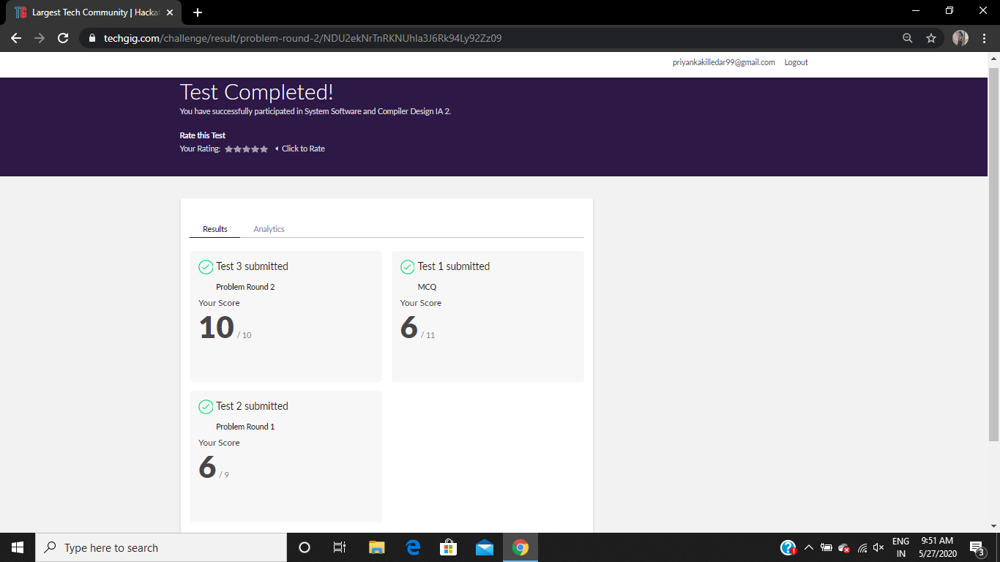 Largest Tech Community | Hacka
techgig.com/challenge/result/problem-round-2/NDU2ekNrTnRKNUhIa3J6Rk94Ly92Zz09
priyankakilledar99@gmail.com Logout
Test Completed!
You have successfully participated in System Software and Compiler Design IA 2.
Rate this Test
Your Rating: Click to Rate
Results Analytics
Test 3 submitted
Problem Round 2
Your Score
10 / 10
Test 1 submitted
MCQ
Your Score
6 / 11
Test 2 submitted
Problem Round 1
Your Score
6 / 9
Type here to search
ENG
IN
9:51 AM
5/27/2020
3